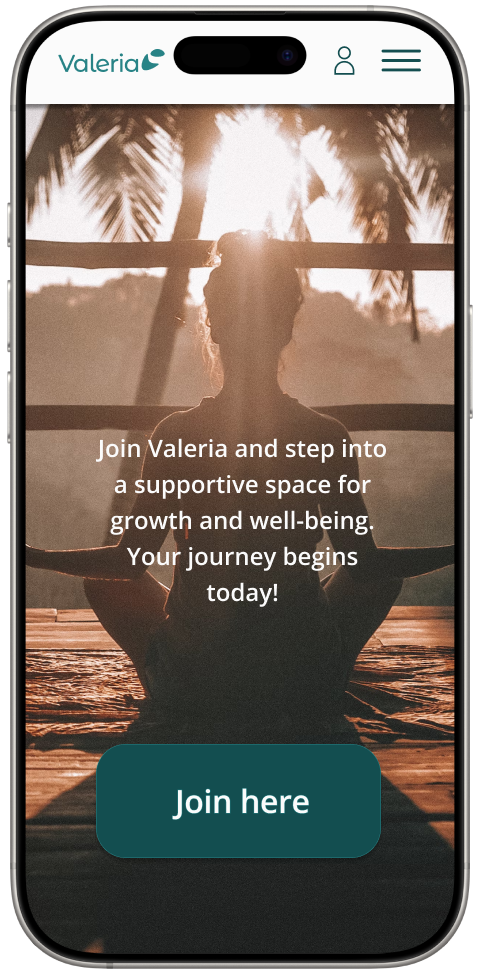 Valeria
Join Valeria and step into
a supportive space for
growth and well-being.
Your journey begins
today!
Join here